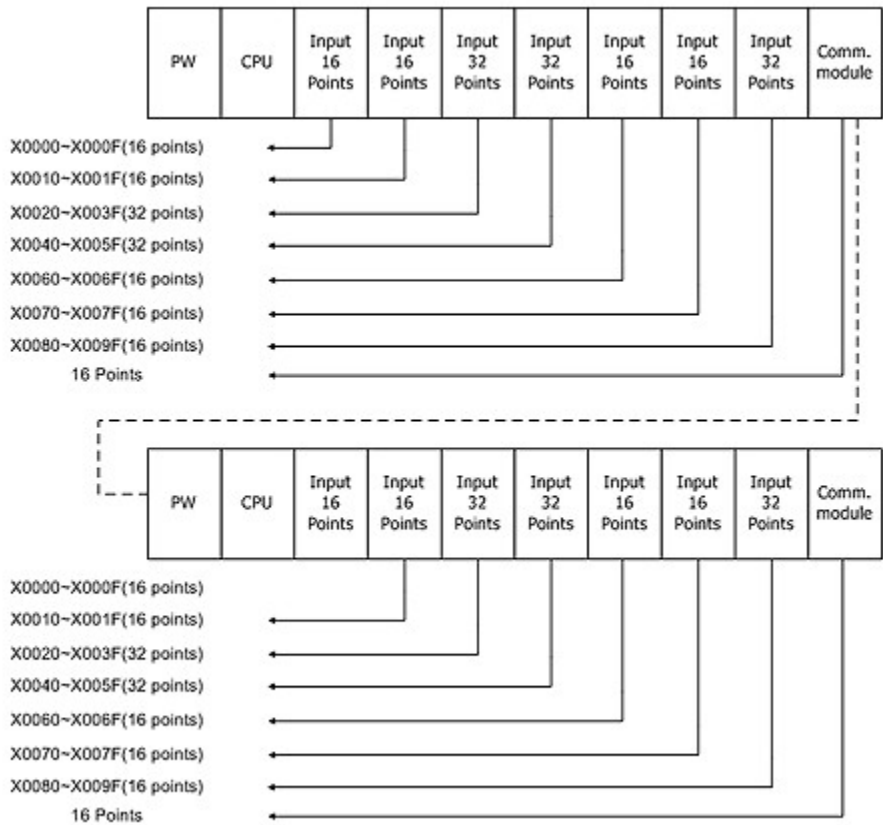 PW CPU Input 16 Points Input 16 Points Input 32 Points Input 32 Points Input 16 Points Input 16 Points Input 32 Points Comm. module
X0000~X000F(16 points)
X0010~X001F(16 points)
X0020~X003F(32 points)
X0040~X005F(32 points)
X0060~X006F(16 points)
X0070~X007F(16 points)
X0080~X009F(16 points)
16 Points
PW CPU Input 16 Points Input 16 Points Input 32 Points Input 32 Points Input 16 Points Input 16 Points Input 32 Points Comm. module
X0000~X000F(16 points)
X0010~X001F(16 points)
X0020~X003F(32 points)
X0040~X005F(32 points)
X0060~X006F(16 points)
X0070~X007F(16 points)
X0080~X009F(16 points)
16 Points